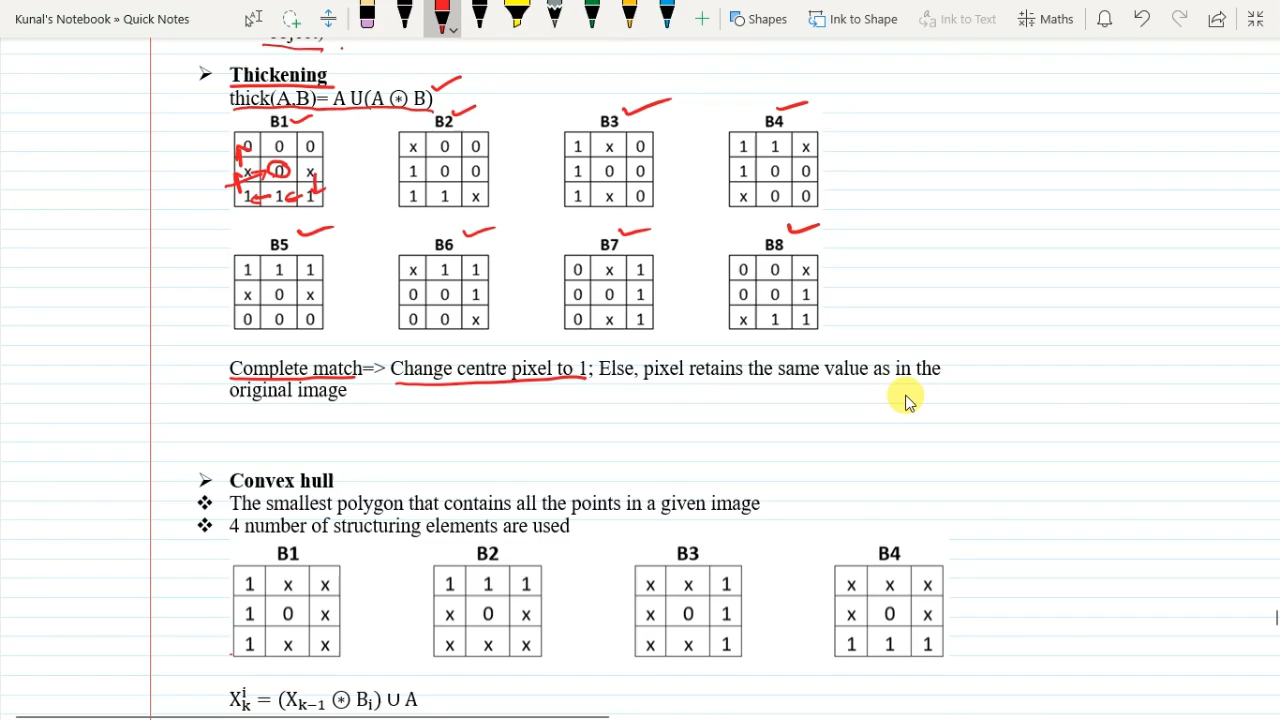 Kunal's Notebook » Quick Notes
Shapes
Ink to Shape
Ink to Text
Maths
➤ Thickening
thick(A,B)= A U(A ⊛ B)
B1 B2 B3 B4
0 0 0 x 0 0 1 x 0 1 1 x
x 0 x 1 0 0 1 0 0 1 0 0
1 1 1 1 1 x 1 x 0 x 0 0
B5 B6 B7 B8
1 1 1 x 1 1 0 x 1 0 0 x
x 0 x 0 0 1 0 0 1 0 0 1
0 0 0 0 0 x 0 x 1 x 1 1
Complete match=> Change centre pixel to 1; Else, pixel retains the same value as in the
original image
➤ Convex hull
❖ The smallest polygon that contains all the points in a given image
❖ 4 number of structuring elements are used
B1 B2 B3 B4
1 x x 1 1 1 x x 1 x x x
1 0 x x 0 x x 0 1 x 0 x
1 x x x x x x x 1 1 1 1
Xₖⁱ = (Xₖ₋₁ ⊛ Bᵢ) ∪ A